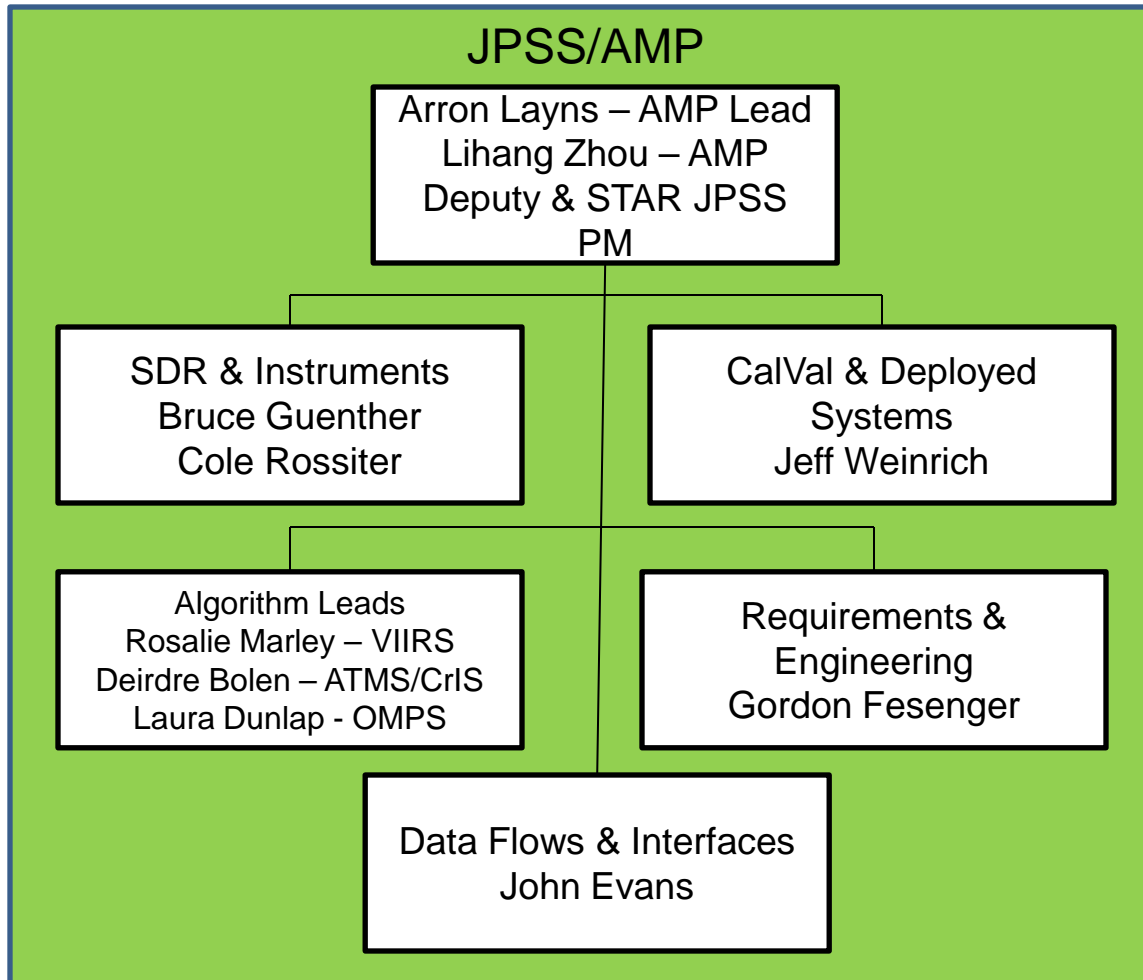 JPSS/AMP
Arron Layns – AMP Lead
Lihang Zhou – AMP
Deputy & STAR JPSS
PM
SDR & Instruments
Bruce Guenther
Cole Rossiter
CalVal & Deployed
Systems
Jeff Weinrich
Algorithm Leads
Rosalie Marley – VIIRS
Deirdre Bolen – ATMS/CrIS
Laura Dunlap - OMPS
Requirements &
Engineering
Gordon Fesenger
Data Flows & Interfaces
John Evans